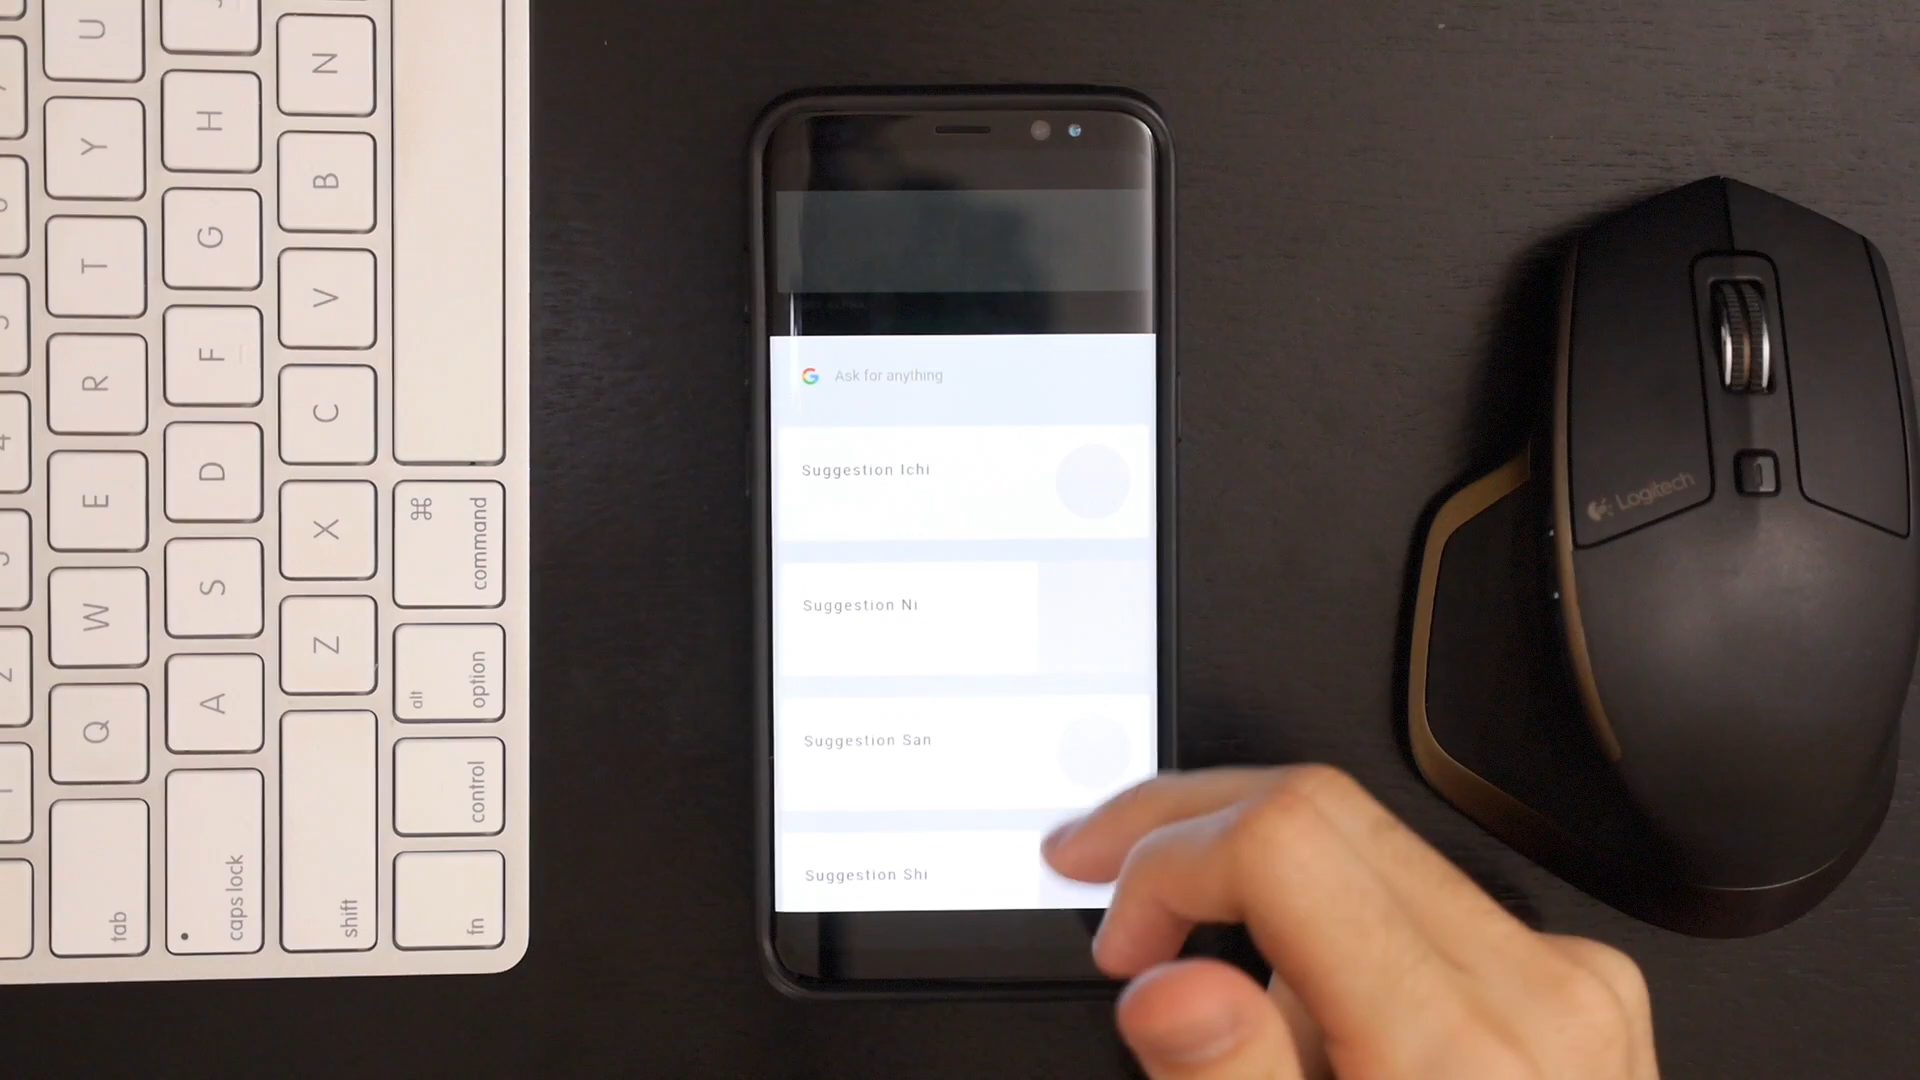 Ask for anything
Suggestion Ichi
Suggestion Ni
Suggestion San
Suggestion Shi
Logitech
U
Y
T
R
E
W
Q
tab
H
G
F
D
S
A
caps lock
N
B
V
C
X
Z
shift
⌘
command
alt
option
control
fn